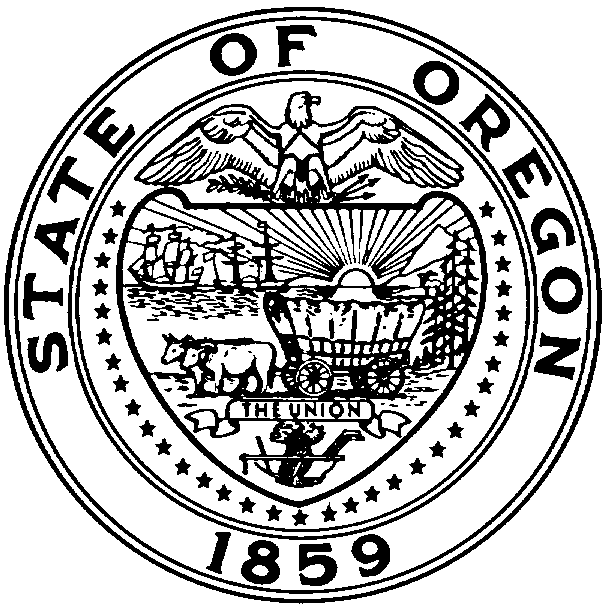 STATE OF OREGON
THE UNION
1859